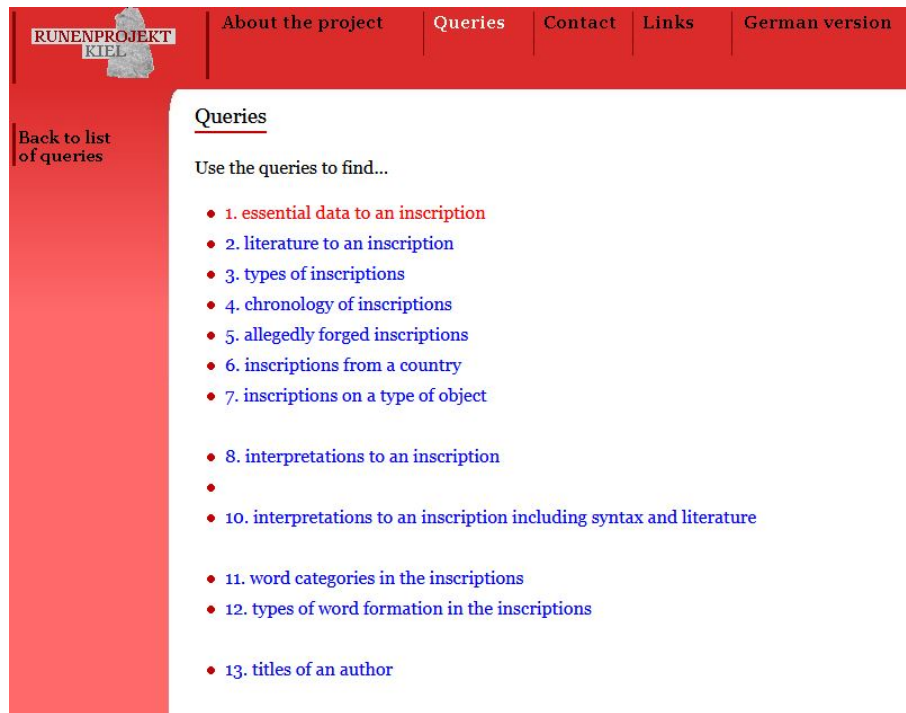 RUNENPROJEKT
KIEL
About the project
Queries
Contact
Links
German version
Back to list
of queries
Queries
Use the queries to find...
1. essential data to an inscription
2. literature to an inscription
3. types of inscriptions
4. chronology of inscriptions
5. allegedly forged inscriptions
6. inscriptions from a country
7. inscriptions on a type of object
8. interpretations to an inscription
10. interpretations to an inscription including syntax and literature
11. word categories in the inscriptions
12. types of word formation in the inscriptions
13. titles of an author